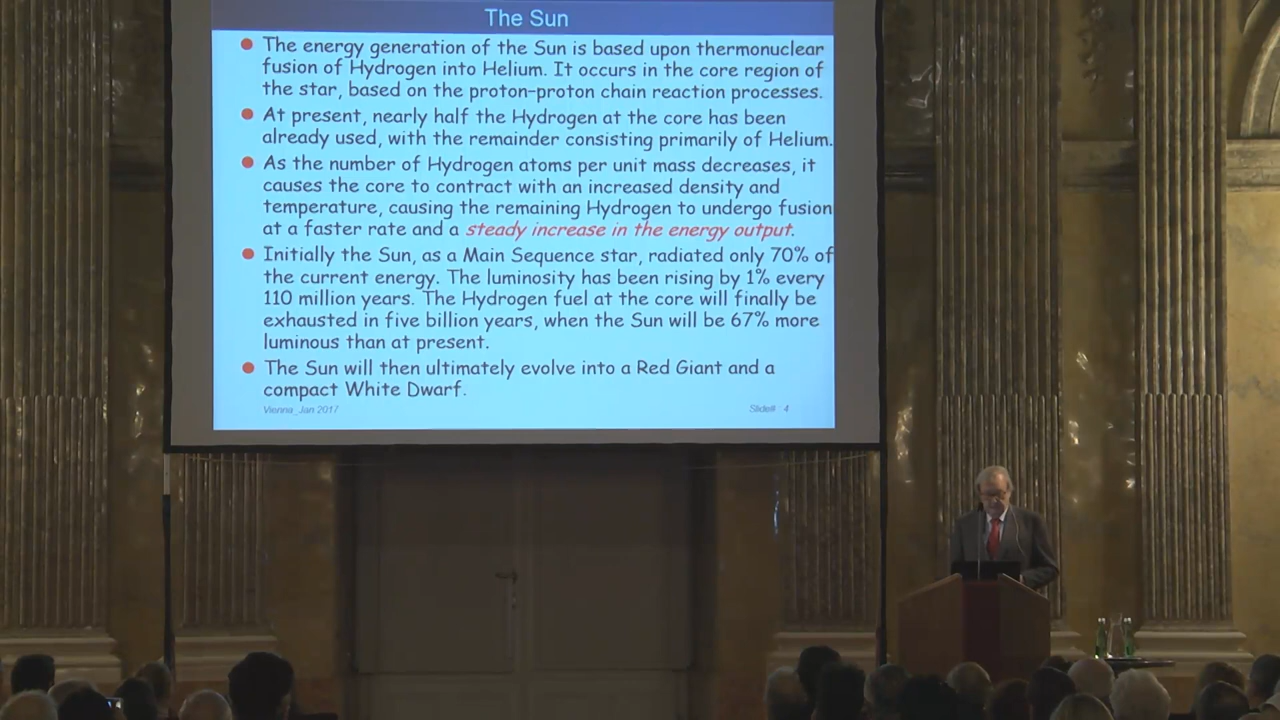 The Sun
The energy generation of the Sun is based upon thermonuclear
fusion of Hydrogen into Helium. It occurs in the core region of
the star, based on the proton-proton chain reaction processes.
At present, nearly half the Hydrogen at the core has been
already used, with the remainder consisting primarily of Helium.
As the number of Hydrogen atoms per unit mass decreases, it
causes the core to contract with an increased density and
temperature, causing the remaining Hydrogen to undergo fusion
at a faster rate and a steady increase in the energy output.
Initially the Sun, as a Main Sequence star, radiated only 70% of
the current energy. The luminosity has been rising by 1% every
110 million years. The Hydrogen fuel at the core will finally be
exhausted in five billion years, when the Sun will be 67% more
luminous than at present.
The Sun will then ultimately evolve into a Red Giant and a
compact White Dwarf.
Vienna_Jan 2017
Slide# 4